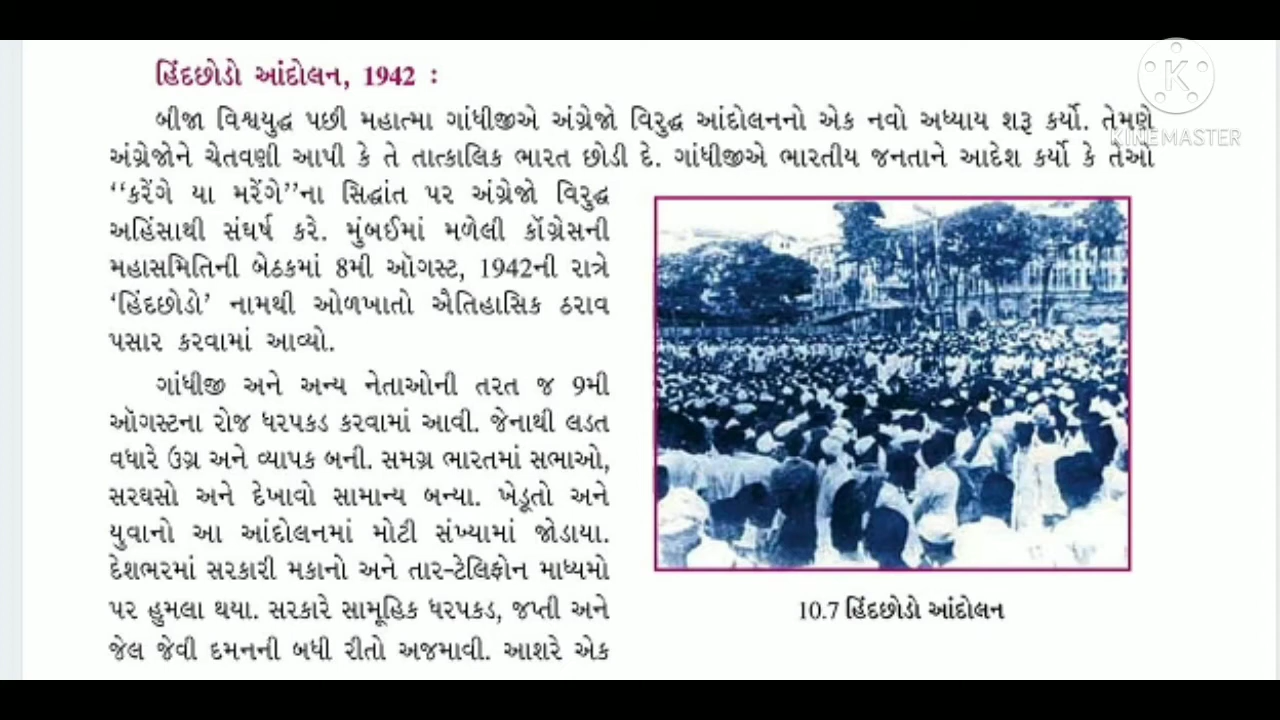 હિંદછોડો આંદોલન, 1942 :
બીજા વિશ્વયુદ્ધ પછી મહાત્મા ગાંધીજીએ અંગ્રેજો વિરુદ્ધ આંદોલનનો એક નવો અધ્યાય શરૂ કર્યો. તેમણે
અંગ્રેજોને ચેતવણી આપી કે તે તાત્કાલિક ભારત છોડી દે. ગાંધીજીએ ભારતીય જનતાને આદેશ કર્યો કે તેઓ
“કરેંગે યા મરેંગે”ના સિદ્ધાંત પર અંગ્રેજો વિરુદ્ધ
અહિંસાથી સંઘર્ષ કરે. મુંબઈમાં મળેલી કૉંગ્રેસની
મહાસમિતિની બેઠકમાં 8મી ઑગસ્ટ, 1942ની રાત્રે
‘હિંદછોડો’ નામથી ઓળખાતો ઐતિહાસિક ઠરાવ
પસાર કરવામાં આવ્યો.
ગાંધીજી અને અન્ય નેતાઓની તરત જ 9મી
ઑગસ્ટના રોજ ધરપકડ કરવામાં આવી. જેનાથી લડત
વધારે ઉગ્ર અને વ્યાપક બની. સમગ્ર ભારતમાં સભાઓ,
સરઘસો અને દેખાવો સામાન્ય બન્યા. ખેડૂતો અને
યુવાનો આ આંદોલનમાં મોટી સંખ્યામાં જોડાયા.
દેશભરમાં સરકારી મકાનો અને તાર-ટેલિફોન માધ્યમો
પર હુમલા થયા. સરકારે સામૂહિક ધરપકડ, જપ્તી અને
જેલ જેવી દમનની બધી રીતો અજમાવી. આશરે એક
10.7 હિંદછોડો આંદોલન
K
KINEMASTER